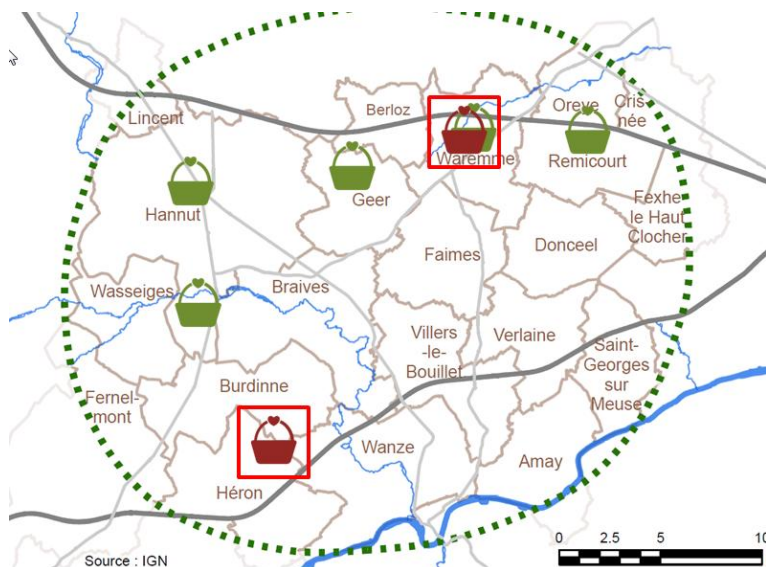 Lincent
Berloz
Oreye
Cris
née
Waremme
Remicourt
Hannut
Geer
Fexhe
le Haut
Clocher
Faimes
Donceel
Wasseiges
Braives
Villers
-le-
Bouillet
Verlaine
Saint-
Georges
sur
Meuse
Burdinne
Fernel-
mont
Wanze
Amay
Héron
Source : IGN
0 2.5 5 10